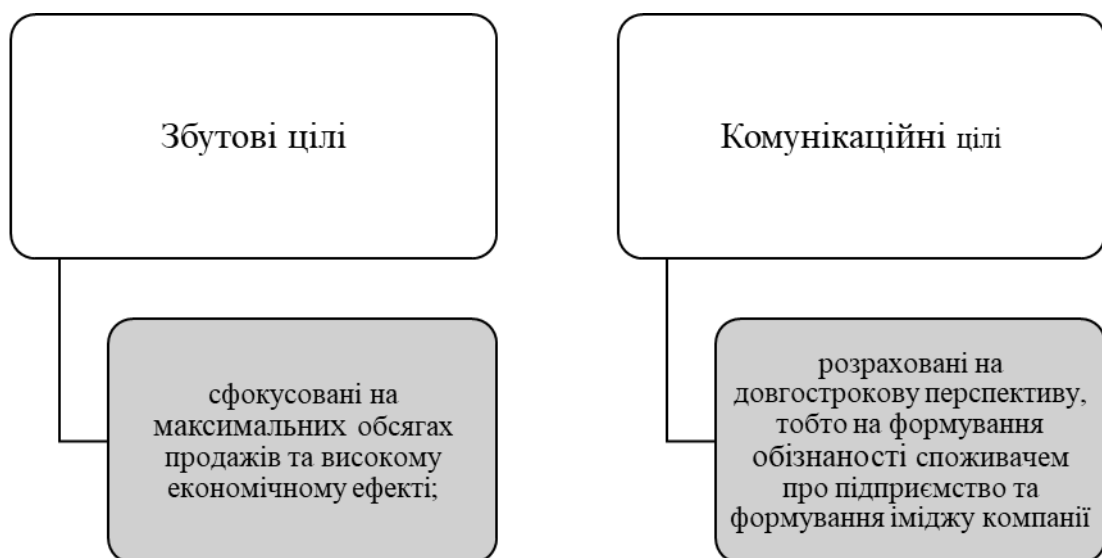 Збутові цілі
Комунікаційні цілі
сфокусовані на
максимальних обсягах
продажів та високому
економічному ефекті;
розраховані на
довгострокову перспективу,
тобто на формування
обізнаності споживачем
про підприємство та
формування іміджу компанії